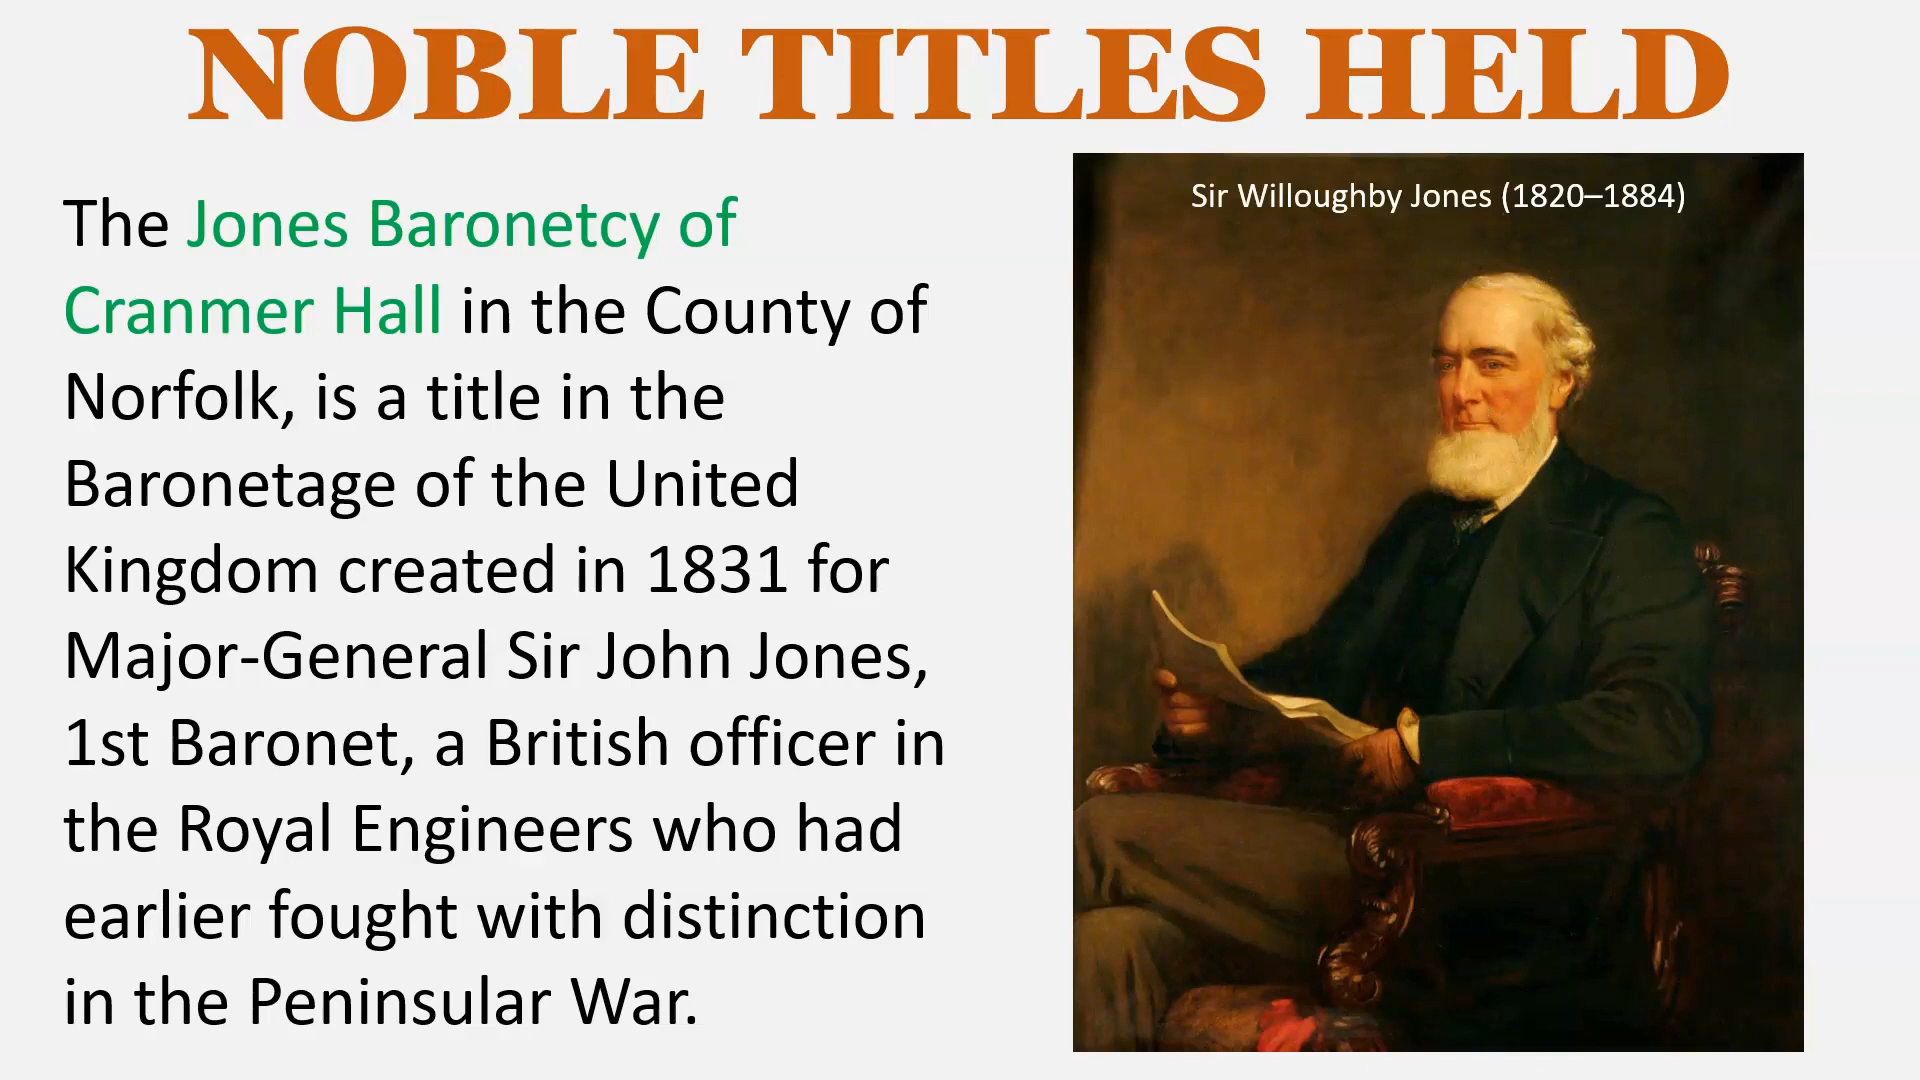 NOBLE TITLES HELD
The Jones Baronetcy of
Cranmer Hall in the County of
Norfolk, is a title in the
Baronetage of the United
Kingdom created in 1831 for
Major-General Sir John Jones,
1st Baronet, a British officer in
the Royal Engineers who had
earlier fought with distinction
in the Peninsular War.
Sir Willoughby Jones (1820–1884)